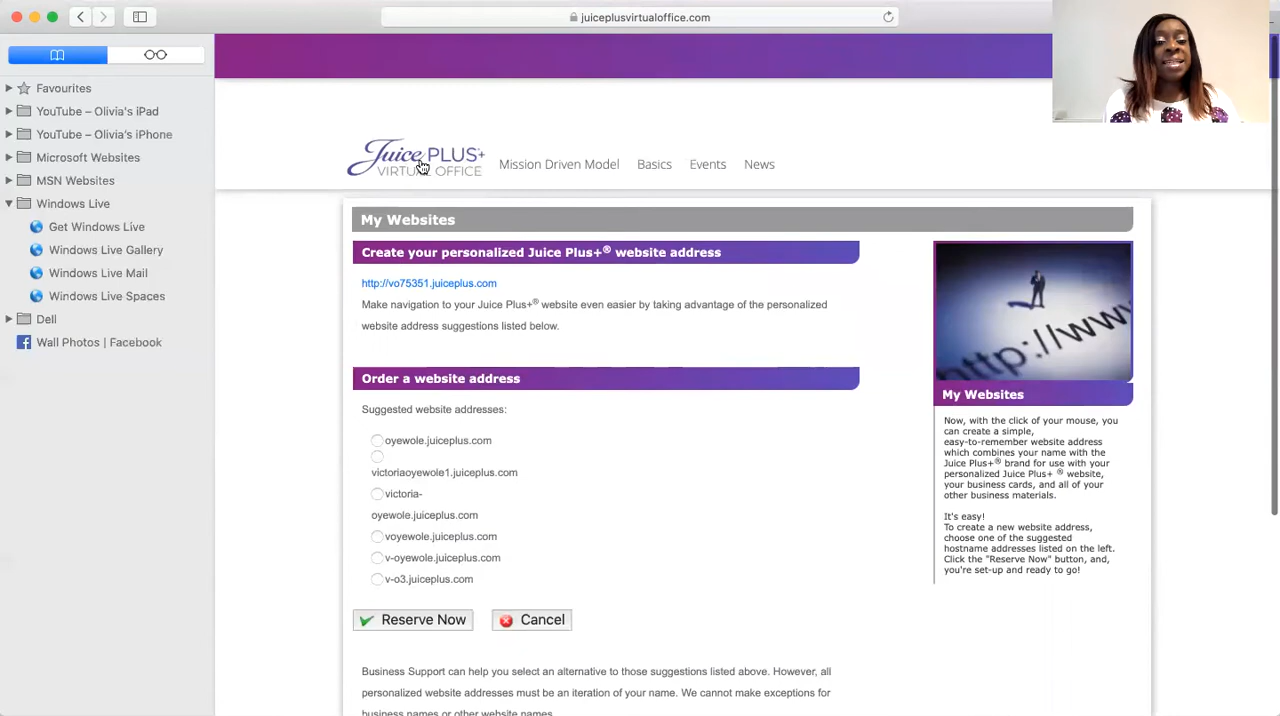 juiceplusvirtualoffice.com
Favourites
YouTube – Olivia's iPad
YouTube – Olivia's iPhone
Microsoft Websites
MSN Websites
Windows Live
Get Windows Live
Windows Live Gallery
Windows Live Mail
Windows Live Spaces
Dell
Wall Photos | Facebook
Juice PLUS+
VIRTUAL OFFICE
Mission Driven Model
Basics
Events
News
My Websites
Create your personalized Juice Plus+® website address
http://vo75351.juiceplus.com
Make navigation to your Juice Plus+® website even easier by taking advantage of the personalized
website address suggestions listed below.
Order a website address
Suggested website addresses:
oyewole.juiceplus.com
victoriaoyewole1.juiceplus.com
victoria-
oyewole.juiceplus.com
voyewole.juiceplus.com
v-oyewole.juiceplus.com
v-o3.juiceplus.com
Reserve Now
Cancel
Business Support can help you select an alternative to those suggestions listed above. However, all
personalized website addresses must be an iteration of your name. We cannot make exceptions for
business names or other website names.
http://www
My Websites
Now, with the click of your mouse, you
can create a simple,
easy-to-remember website address
which combines your name with the
Juice Plus+® brand for use with your
personalized Juice Plus+ ® website,
your business cards, and all of your
other business materials.
It's easy!
To create a new website address,
choose one of the suggested
hostname addresses listed on the left.
Click the "Reserve Now" button, and,
you're set-up and ready to go!